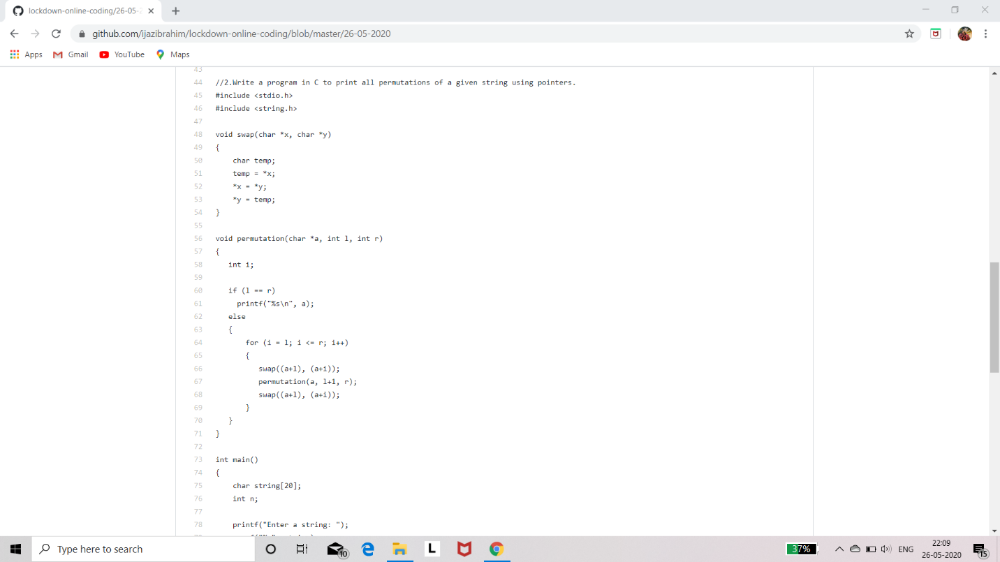 lockdown-online-coding/26-05-
github.com/ijazibrahim/lockdown-online-coding/blob/master/26-05-2020
Apps Gmail YouTube Maps
43
44 //2.Write a program in C to print all permutations of a given string using pointers.
45 #include <stdio.h>
46 #include <string.h>
47
48 void swap(char *x, char *y)
49 {
50 char temp;
51 temp = *x;
52 *x = *y;
53 *y = temp;
54 }
55
56 void permutation(char *a, int l, int r)
57 {
58 int i;
59
60 if (l == r)
61 printf("%s\n", a);
62 else
63 {
64 for (i = l; i <= r; i++)
65 {
66 swap((a+l), (a+i));
67 permutation(a, l+1, r);
68 swap((a+l), (a+i));
69 }
70 }
71 }
72
73 int main()
74 {
75 char string[20];
76 int n;
77
78 printf("Enter a string: ");
Type here to search
10
L
37%
ENG
22:09
26-05-2020
15